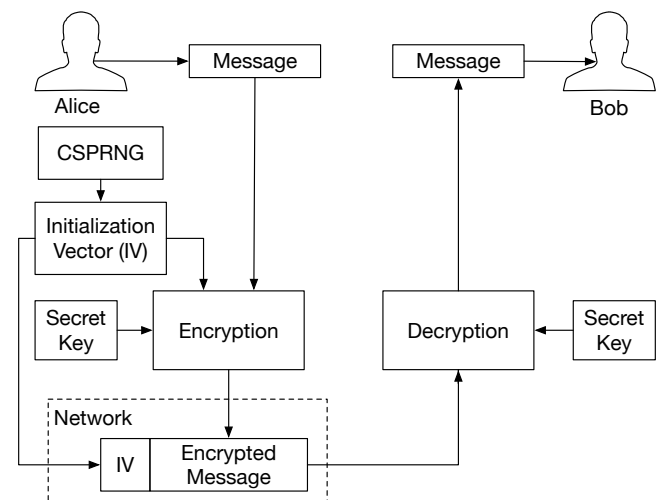 Message
Message
Alice
Bob
CSPRNG
Initialization
Vector (IV)
Secret
Key
Encryption
Decryption
Secret
Key
Network
IV
Encrypted
Message